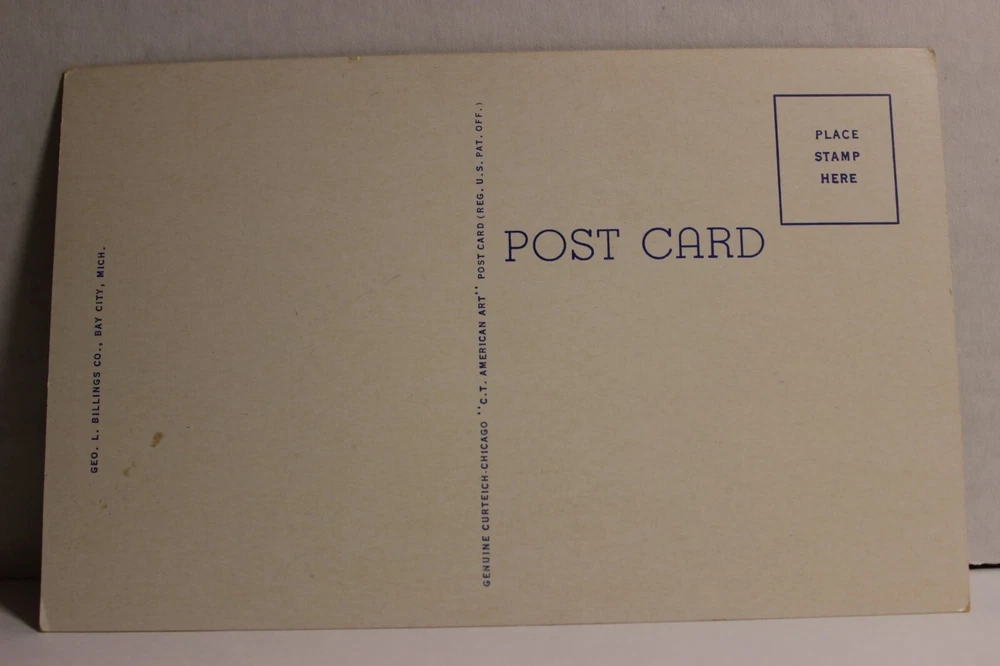 GEO. L. BILLINGS CO., BAY CITY, MICH.
GENUINE CURTEICH-CHICAGO "C.T. AMERICAN ART" POST CARD (REG. U.S. PAT. OFF.)
POST CARD
PLACE
STAMP
HERE